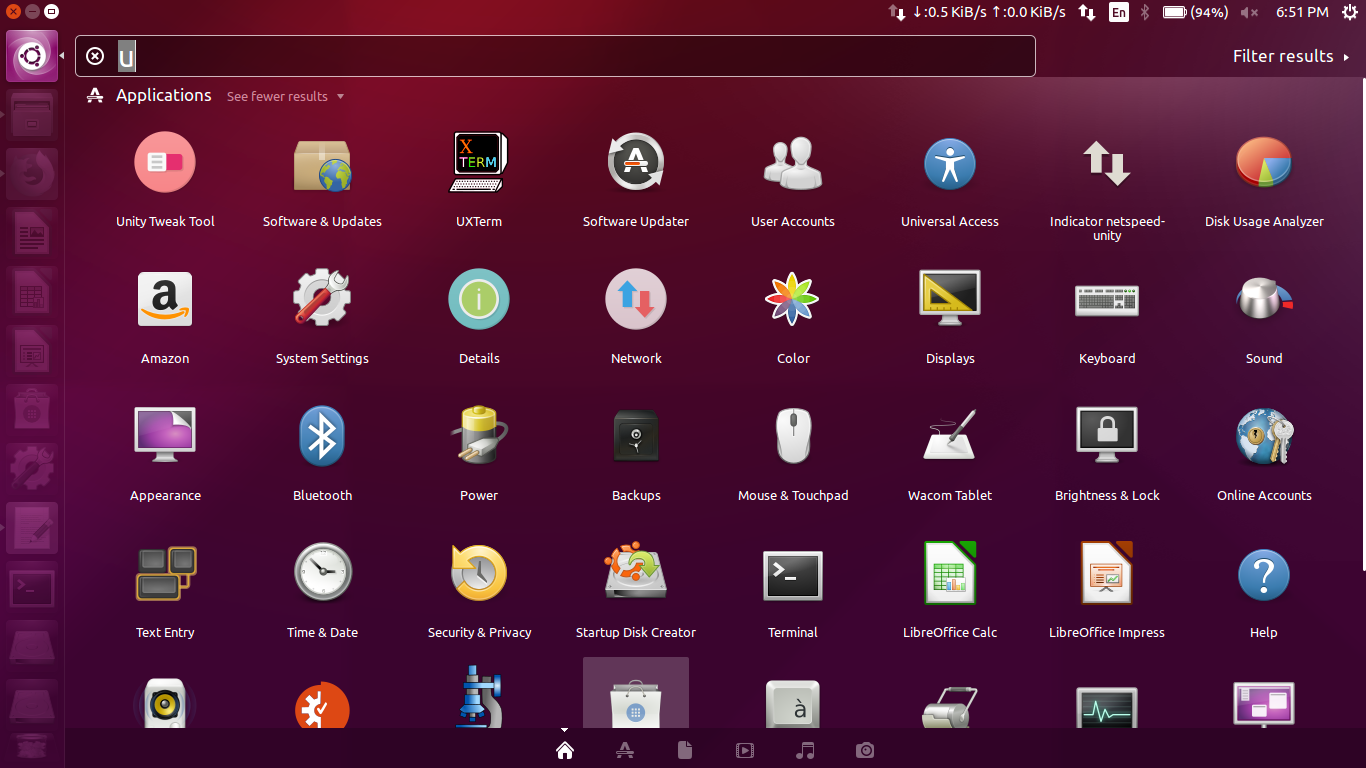 ↓:0.5 KiB/s ↑:0.0 KiB/s En (94%) 6:51 PM
u
Filter results
Applications See fewer results
X
TERM
Unity Tweak Tool
Software & Updates
UXTerm
Software Updater
User Accounts
Universal Access
Indicator netspeed-
unity
Disk Usage Analyzer
a
i
Amazon
System Settings
Details
Network
Color
Displays
Keyboard
Sound
Appearance
Bluetooth
Power
Backups
Mouse & Touchpad
Wacom Tablet
Brightness & Lock
Online Accounts
>_
?
Text Entry
Time & Date
Security & Privacy
Startup Disk Creator
Terminal
LibreOffice Calc
LibreOffice Impress
Help
à